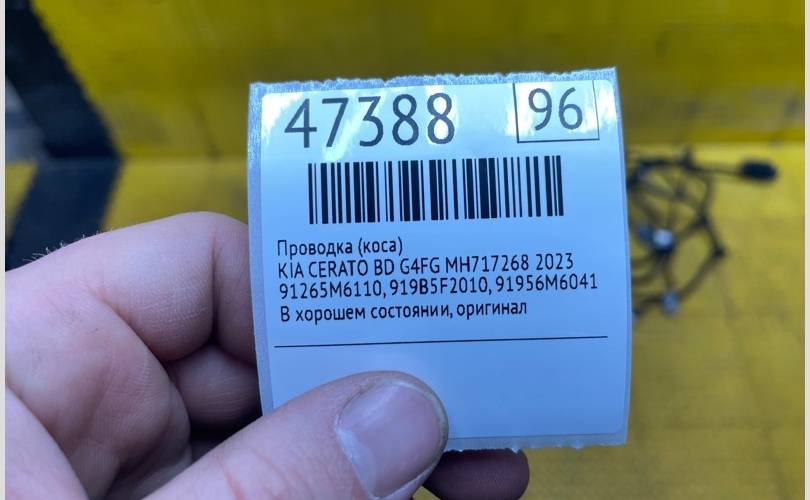 47388 96
Проводка (коса)
KIA CERATO BD G4FG MH717268 2023
91265M6110, 919B5F2010, 91956M6041
В хорошем состоянии, оригинал